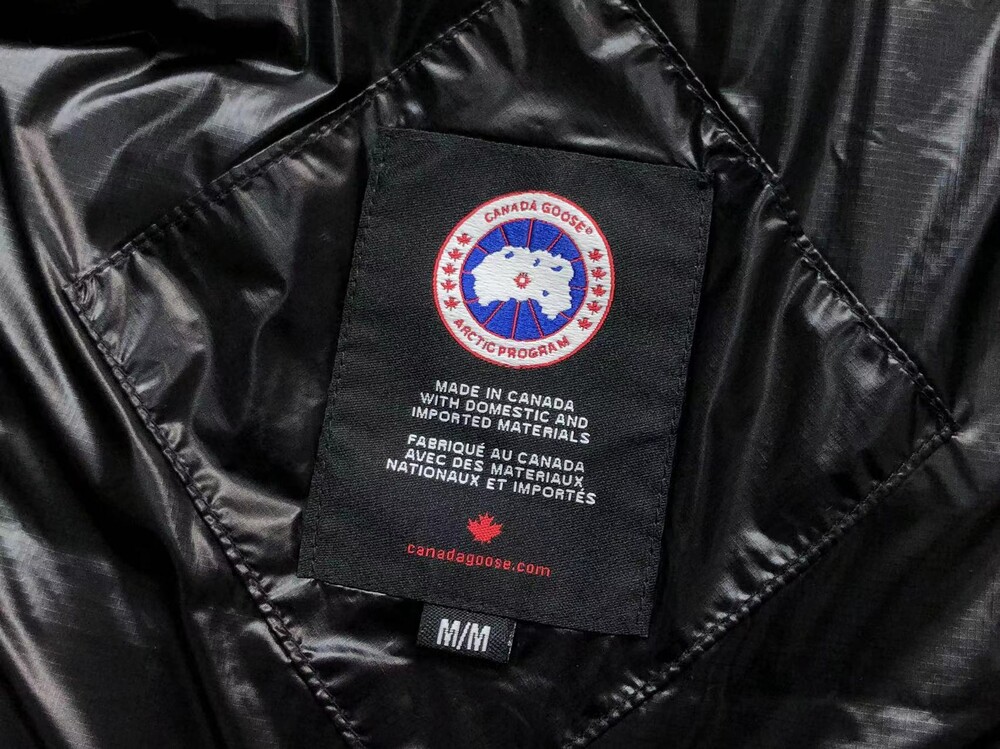 CANADA GOOSE®
ARCTIC PROGRAM
MADE IN CANADA
WITH DOMESTIC AND
IMPORTED MATERIALS
FABRIQUÉ AU CANADA
AVEC DES MATERIAUX
NATIONAUX ET IMPORTÉS
canadagoose.com
M/M